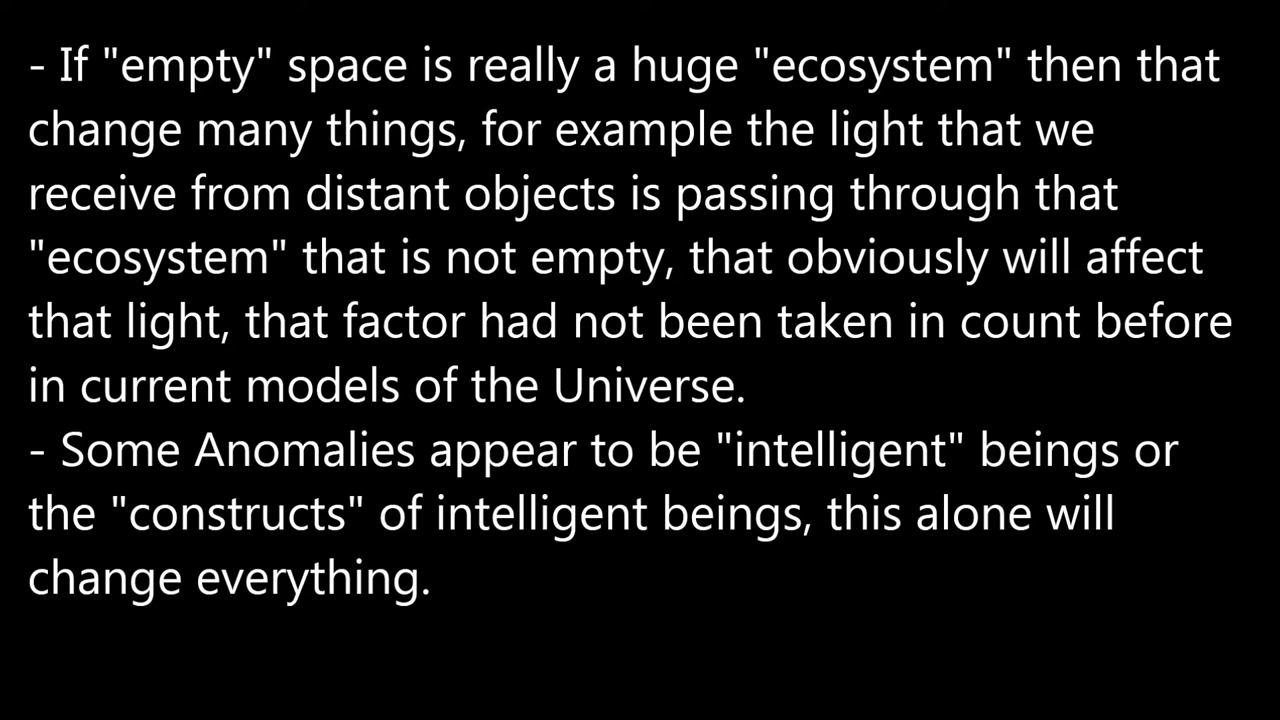 - If "empty" space is really a huge "ecosystem" then that
change many things, for example the light that we
receive from distant objects is passing through that
"ecosystem" that is not empty, that obviously will affect
that light, that factor had not been taken in count before
in current models of the Universe.
- Some Anomalies appear to be "intelligent" beings or
the "constructs" of intelligent beings, this alone will
change everything.